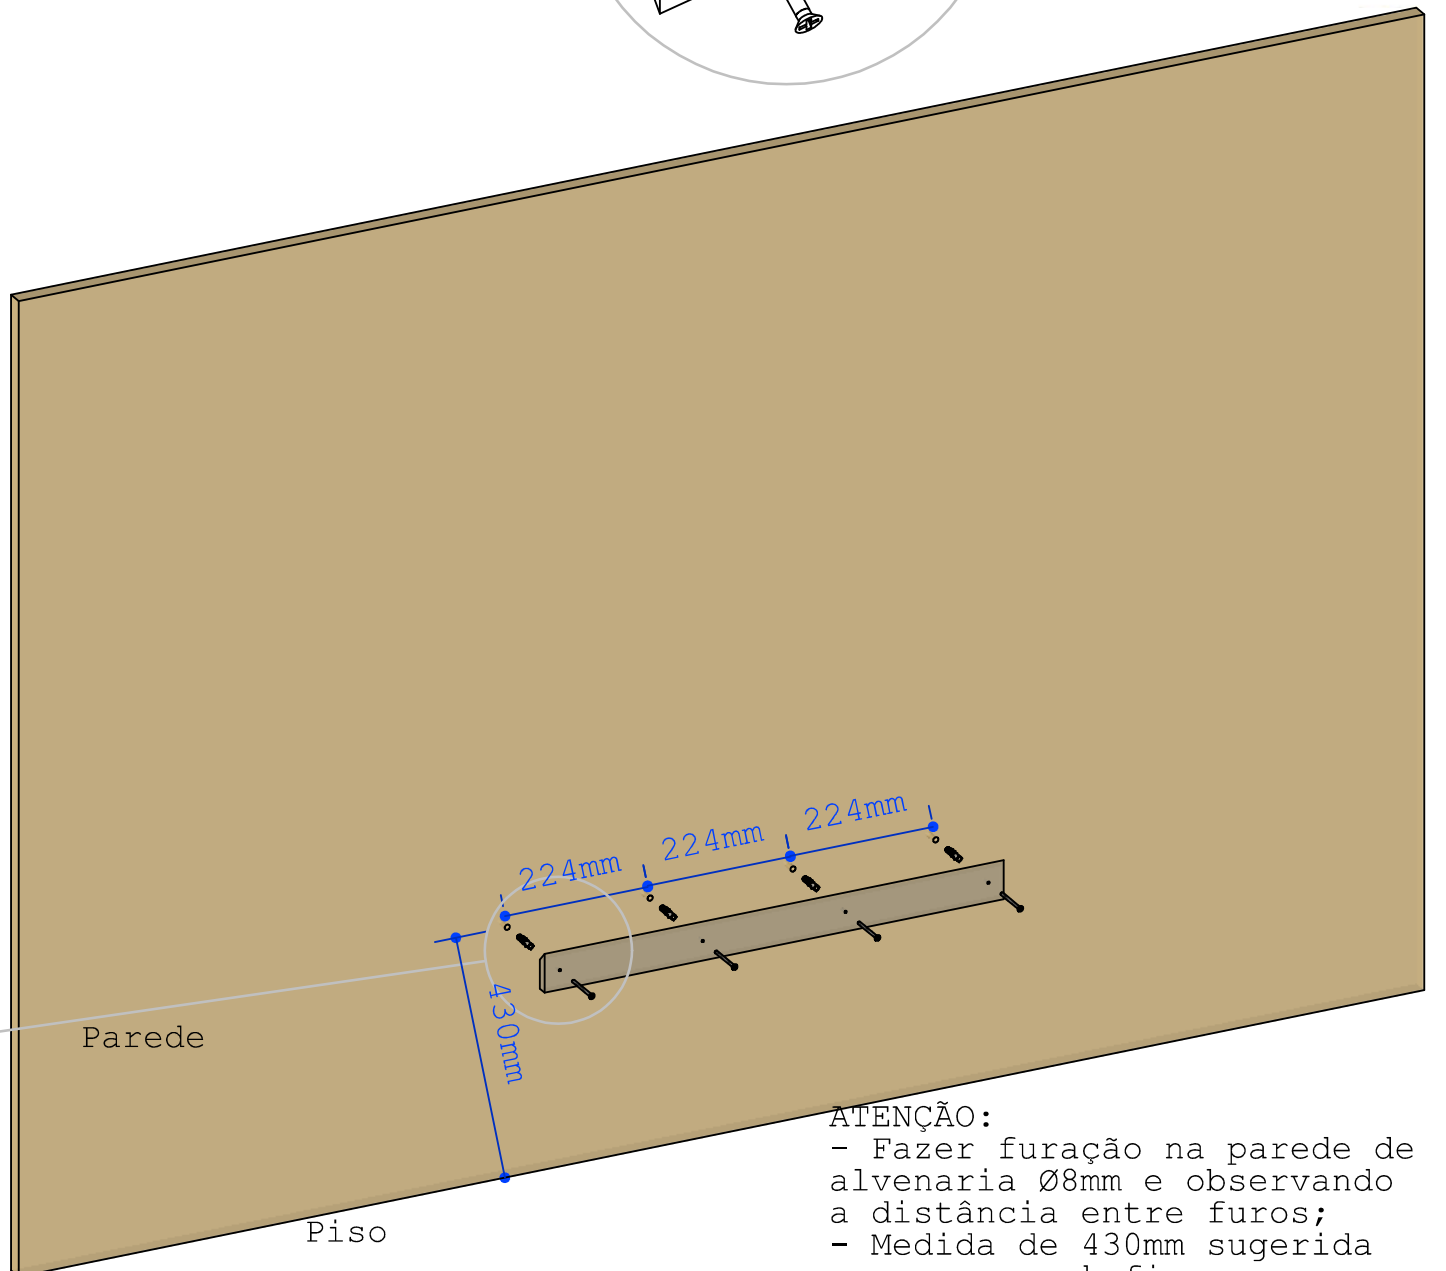 224mm
224mm
224mm
430mm
Parede
Piso
ATENÇÃO:
- Fazer furação na parede de
alvenaria Ø8mm e observando
a distância entre furos;
- Medida de 430mm sugerida